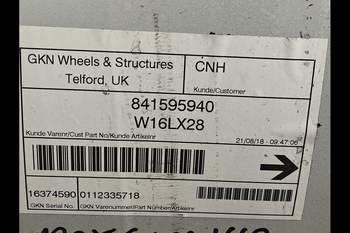 GKN Wheels & Structures
Telford, UK
CNH
Kunde/Customer
841595940
W16LX28
Kunde Varenr/Cust Part No/Kunde Artikelnr
21/08/18 - 09:47:06
16374590
0112335718
GKN Serial No.
GKN Varenummer/Part Number/Artikelnr